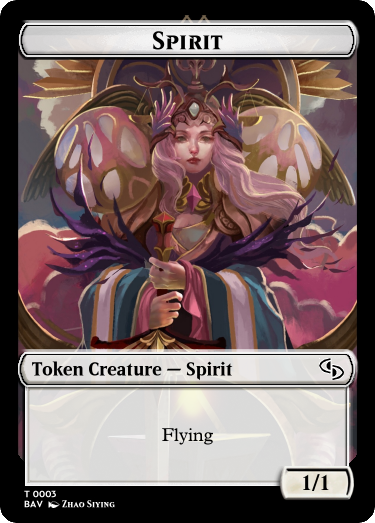 Spirit
Token Creature — Spirit
Flying
1/1
T 0003
BAV Zhao Siying